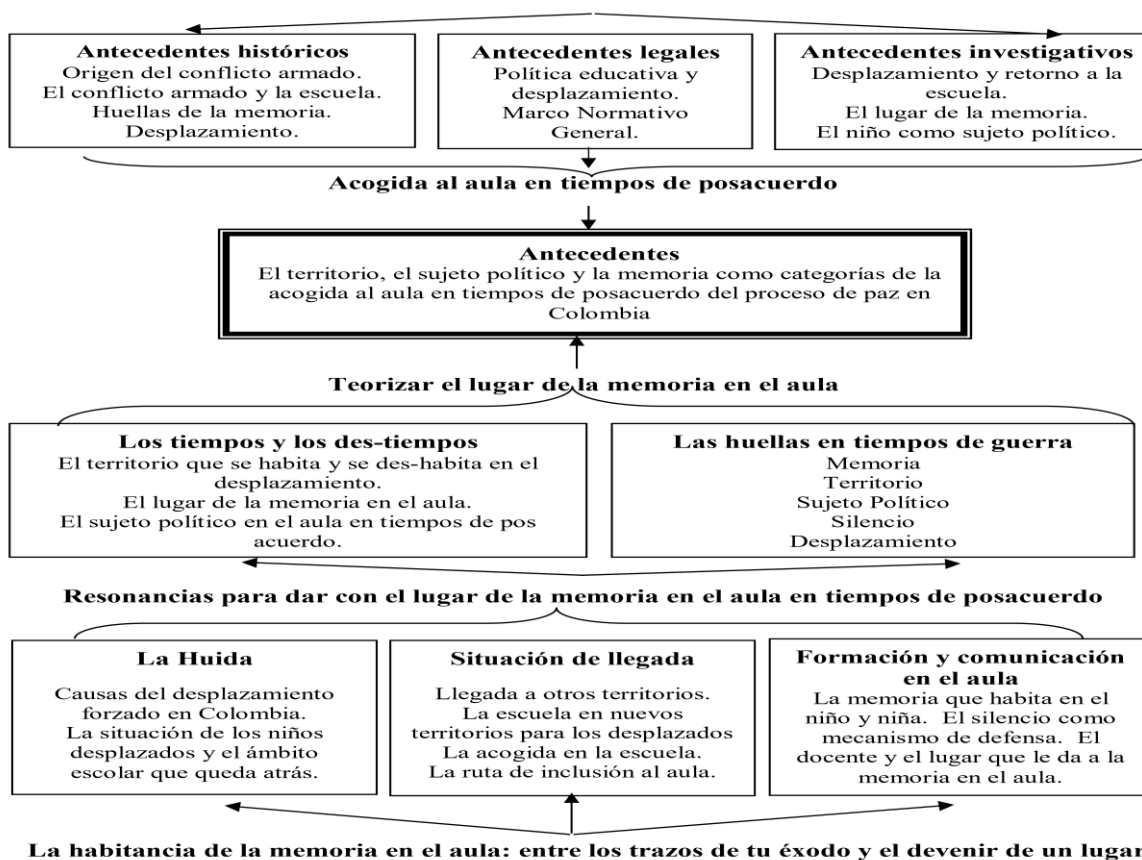 Antecedentes históricos
Origen del conflicto armado.
El conflicto armado y la escuela.
Huellas de la memoria.
Desplazamiento.
Antecedentes legales
Política educativa y
desplazamiento.
Marco Normativo
General.
Antecedentes investigativos
Desplazamiento y retorno a la
escuela.
El lugar de la memoria.
El niño como sujeto político.
Acogida al aula en tiempos de posacuerdo
Antecedentes
El territorio, el sujeto político y la memoria como categorías de la
acogida al aula en tiempos de posacuerdo del proceso de paz en
Colombia
Teorizar el lugar de la memoria en el aula
Los tiempos y los des-tiempos
El territorio que se habita y se des-habita en el
desplazamiento.
El lugar de la memoria en el aula.
El sujeto político en el aula en tiempos de pos
acuerdo.
Las huellas en tiempos de guerra
Memoria
Territorio
Sujeto Político
Silencio
Desplazamiento
Resonancias para dar con el lugar de la memoria en el aula en tiempos de posacuerdo
La Huida
Causas del desplazamiento
forzado en Colombia.
La situación de los niños
desplazados y el ámbito
escolar que queda atrás.
Situación de llegada
Llegada a otros territorios.
La escuela en nuevos
territorios para los desplazados
La acogida en la escuela.
La ruta de inclusión al aula.
Formación y comunicación
en el aula
La memoria que habita en el
niño y niña. El silencio como
mecanismo de defensa. El
docente y el lugar que le da a la
memoria en el aula.
La habitancia de la memoria en el aula: entre los trazos de tu éxodo y el devenir de un lugar